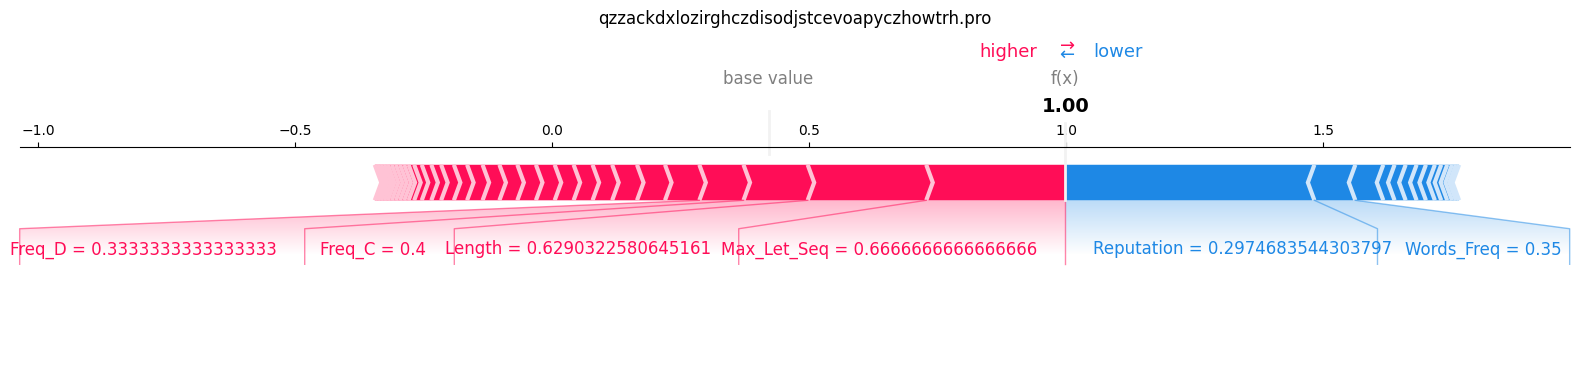 qzzackdxlozirghczdisodjstcevoapyczhowtrh.pro
higher ⇄ lower
base value f(x)
1.00
−1.0 −0.5 0.0 0.5 1 0 1.5
Freq_D = 0.3333333333333333 Freq_C = 0.4 Length = 0.6290322580645161 Max_Let_Seq = 0.6666666666666666 Reputation = 0.2974683544303797 Words_Freq = 0.35